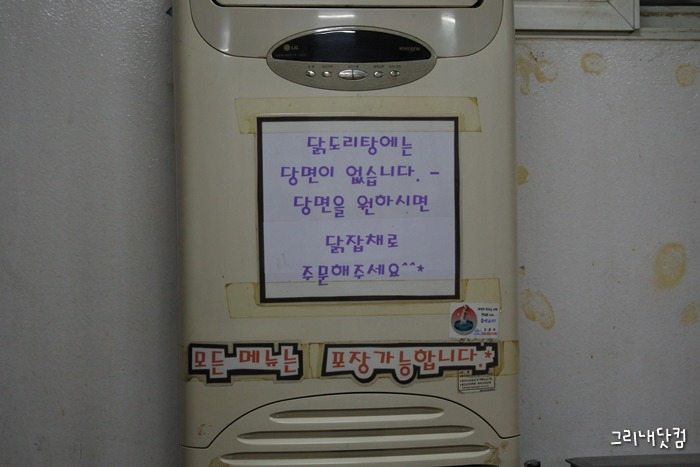 LG
닭도리탕에는
당면이 없습니다. -
당면을 원하시면
닭잡채로
주문해주세요^^*
모든 메뉴는 포장가능합니다.*
그리내닷컴